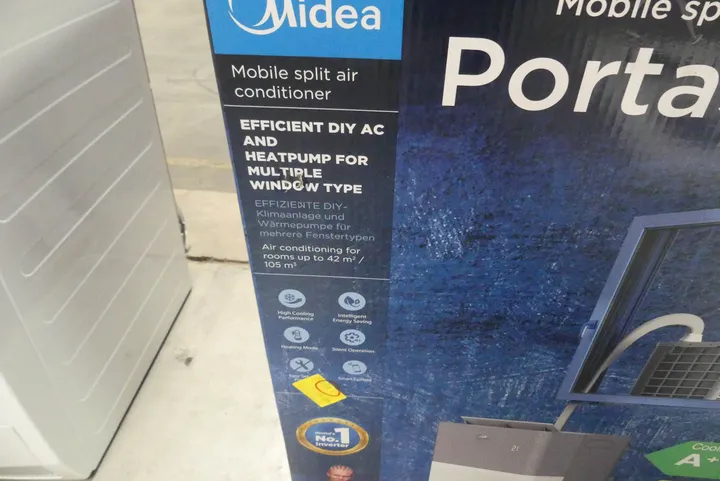 Midea
Mobile sp
Porta
Mobile split air
conditioner
EFFICIENT DIY AC
AND
HEATPUMP FOR
MULTIPLE
WINDOW TYPE
EFFIZIENTE DIY-
Klimaanlage und
Wärmepumpe für
mehrere Fenstertypen
Air conditioning for
rooms up to 42 m² /
105 m³
High Cooling
Performance
Intelligent
Energy Saving
Heating Mode
Silent Operation
C
No.1
Inverter
Cool
A+